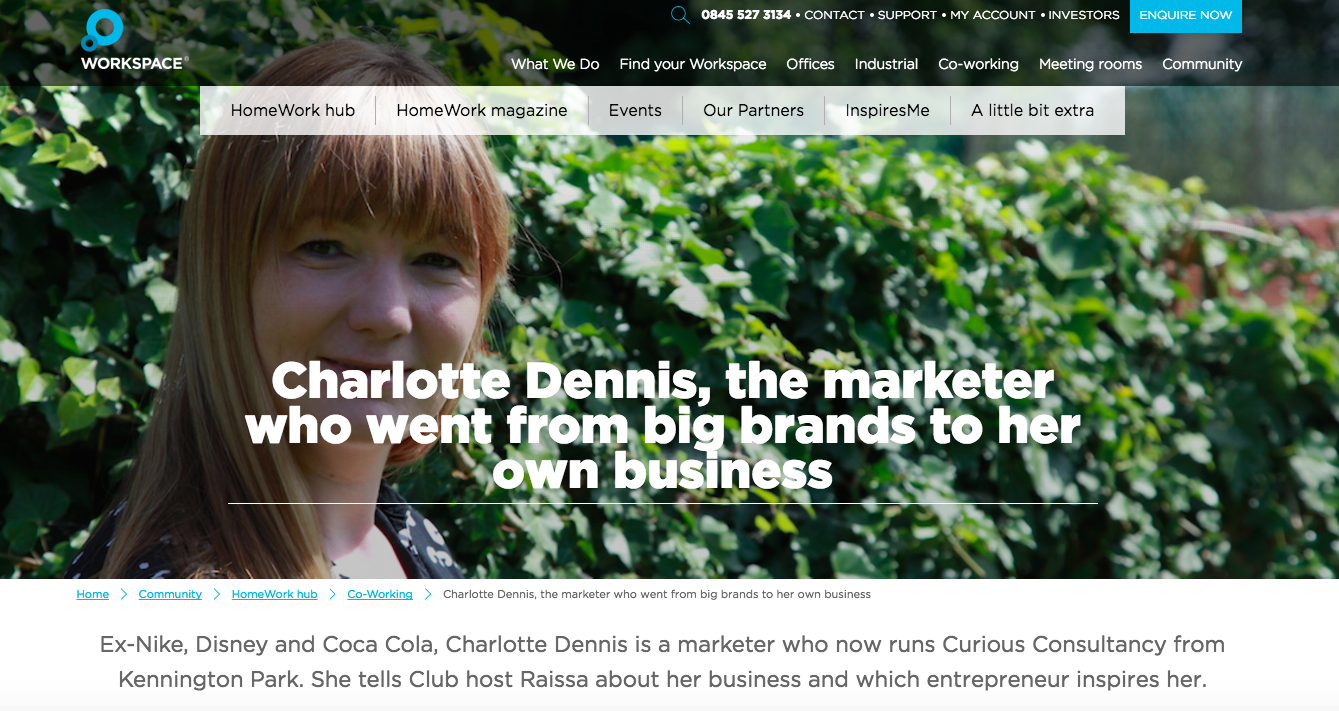 0845 527 3134 • CONTACT • SUPPORT • MY ACCOUNT • INVESTORS
ENQUIRE NOW
WORKSPACE®
What We Do Find your Workspace Offices Industrial Co-working Meeting rooms Community
HomeWork hub HomeWork magazine Events Our Partners InspiresMe A little bit extra
Charlotte Dennis, the marketer
who went from big brands to her
own business
Home > Community > HomeWork hub > Co-Working > Charlotte Dennis, the marketer who went from big brands to her own business
Ex-Nike, Disney and Coca Cola, Charlotte Dennis is a marketer who now runs Curious Consultancy from
Kennington Park. She tells Club host Raissa about her business and which entrepreneur inspires her.